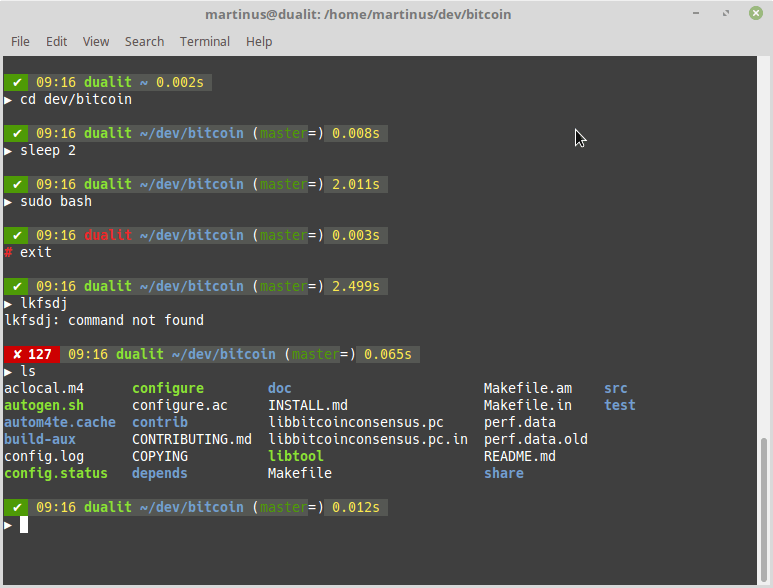 martinus@dualit: /home/martinus/dev/bitcoin
File Edit View Search Terminal Help
✔ 09:16 dualit ~ 0.002s
▶ cd dev/bitcoin
✔ 09:16 dualit ~/dev/bitcoin (master=) 0.008s
▶ sleep 2
✔ 09:16 dualit ~/dev/bitcoin (master=) 2.011s
▶ sudo bash
✔ 09:16 dualit ~/dev/bitcoin (master=) 0.003s
# exit
✔ 09:16 dualit ~/dev/bitcoin (master=) 2.499s
▶ lkfsdj
lkfsdj: command not found
✘ 127 09:16 dualit ~/dev/bitcoin (master=) 0.065s
▶ ls
aclocal.m4 configure doc Makefile.am src
autogen.sh configure.ac INSTALL.md Makefile.in test
autom4te.cache contrib libbitcoinconsensus.pc perf.data
build-aux CONTRIBUTING.md libbitcoinconsensus.pc.in perf.data.old
config.log COPYING libtool README.md
config.status depends Makefile share
✔ 09:16 dualit ~/dev/bitcoin (master=) 0.012s
▶